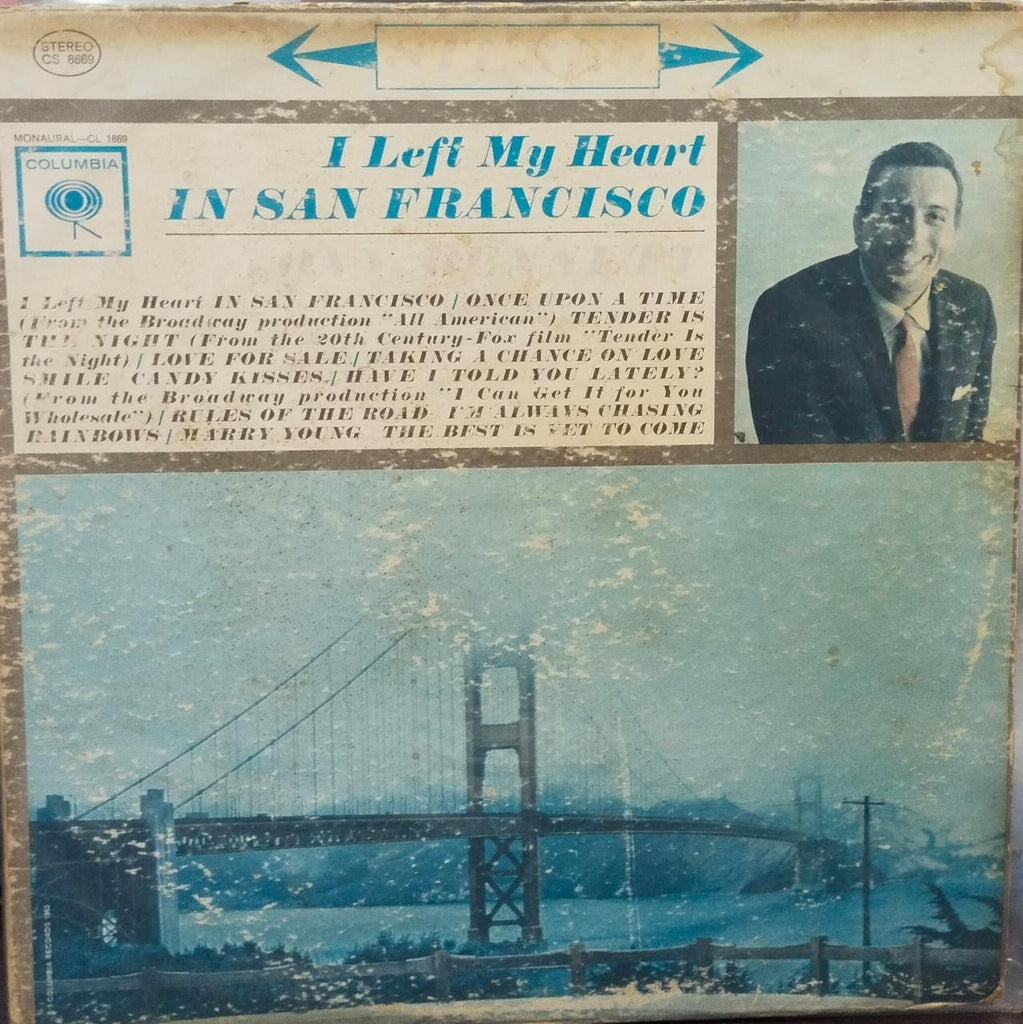 STEREO
CS 8669
MONAURAL—CL 1869
COLUMBIA
I Left My Heart
IN SAN FRANCISCO
I Left My Heart IN SAN FRANCISCO / ONCE UPON A TIME
(From the Broadway production "All American") TENDER IS
THE NIGHT (From the 20th Century-Fox film "Tender Is
the Night) / LOVE FOR SALE / TAKING A CHANCE ON LOVE
SMILE CANDY KISSES / HAVE I TOLD YOU LATELY?
(From the Broadway production "I Can Get It for You
Wholesale") / RULES OF THE ROAD I'M ALWAYS CHASING
RAINBOWS / MARRY YOUNG THE BEST IS YET TO COME
COLUMBIA RECORDS 1962